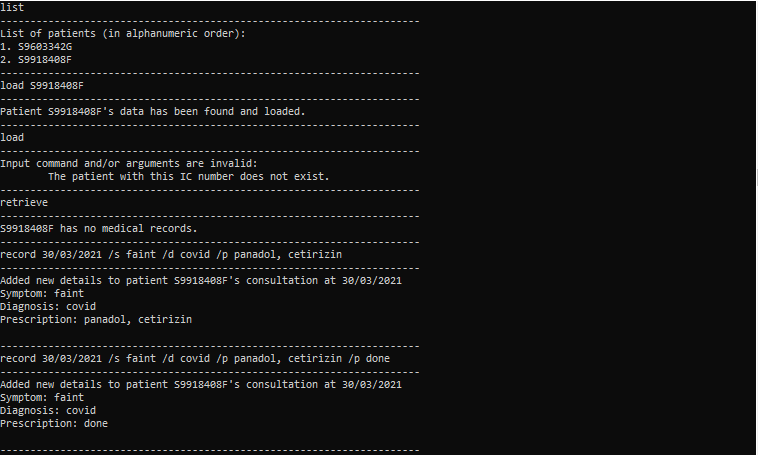 list
----------------------------------------------------------------------
List of patients (in alphanumeric order):
1. S9603342G
2. S9918408F
----------------------------------------------------------------------
load S9918408F
----------------------------------------------------------------------
Patient S9918408F's data has been found and loaded.
----------------------------------------------------------------------
load
----------------------------------------------------------------------
Input command and/or arguments are invalid:
        The patient with this IC number does not exist.
----------------------------------------------------------------------
retrieve
----------------------------------------------------------------------
S9918408F has no medical records.
----------------------------------------------------------------------
record 30/03/2021 /s faint /d covid /p panadol, cetirizin
----------------------------------------------------------------------
Added new details to patient S9918408F's consultation at 30/03/2021
Symptom: faint
Diagnosis: covid
Prescription: panadol, cetirizin

----------------------------------------------------------------------
record 30/03/2021 /s faint /d covid /p panadol, cetirizin /p done
----------------------------------------------------------------------
Added new details to patient S9918408F's consultation at 30/03/2021
Symptom: faint
Diagnosis: covid
Prescription: done

----------------------------------------------------------------------